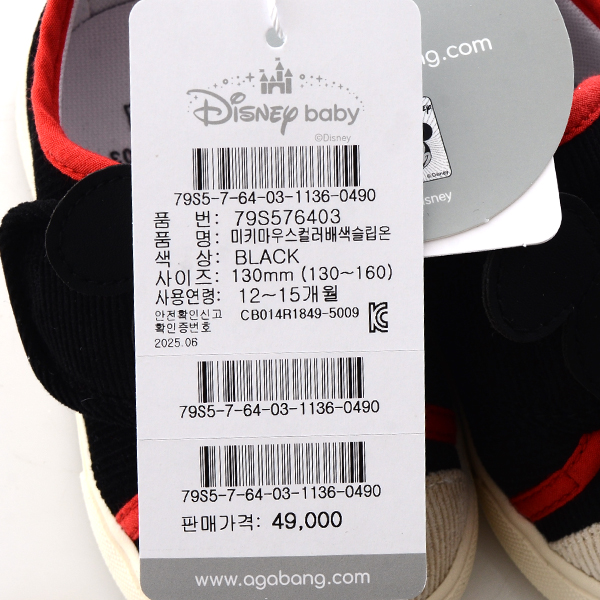 Disney baby
©Disney
79S5-7-64-03-1136-0490
품 번: 79S576403
품 명: 미키마우스컬러배색슬립온
색 상: BLACK
사이즈: 130mm (130~160)
사용연령: 12~15개월
안전확인신고
확인증번호 CB014R1849-5009
2025.06
79S5-7-64-03-1136-0490
79S5-7-64-03-1136-0490
판매가격: 49,000
www.agabang.com
agabang.com
©Disney
Disney